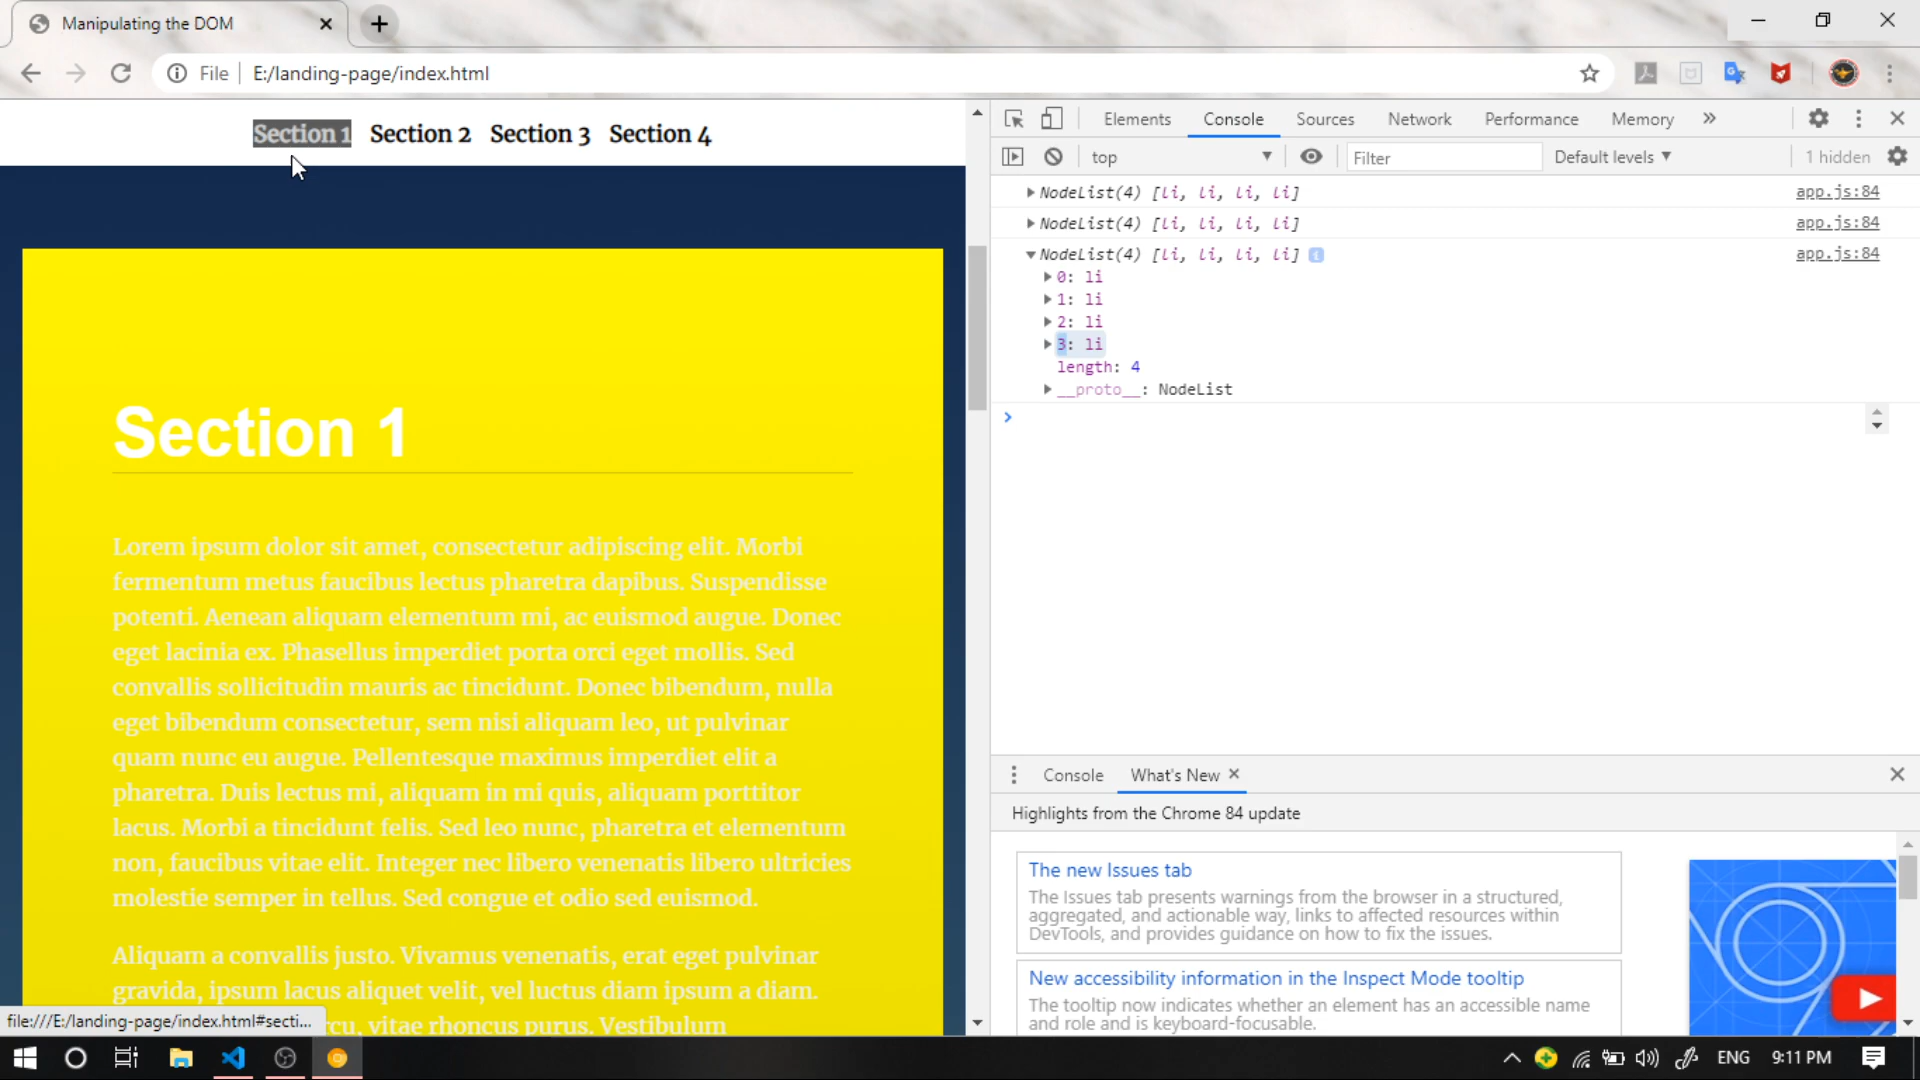 Manipulating the DOM
File
E:/landing-page/index.html
Section 1 Section 2 Section 3 Section 4
Section 1
Lorem ipsum dolor sit amet, consectetur adipiscing elit. Morbi
fermentum metus faucibus lectus pharetra dapibus. Suspendisse
potenti. Aenean aliquam elementum mi, ac euismod augue. Donec
eget lacinia ex. Phasellus imperdiet porta orci eget mollis. Sed
convallis sollicitudin mauris ac tincidunt. Donec bibendum, nulla
eget bibendum consectetur, sem nisi aliquam leo, ut pulvinar
quam nunc eu augue. Pellentesque maximus imperdiet elit a
pharetra. Duis lectus mi, aliquam in mi quis, aliquam porttitor
lacus. Morbi a tincidunt felis. Sed leo nunc, pharetra et elementum
non, faucibus vitae elit. Integer nec libero venenatis libero ultricies
molestie semper in tellus. Sed congue et odio sed euismod.
Aliquam a convallis justo. Vivamus venenatis, erat eget pulvinar
gravida, ipsum lacus aliquet velit, vel luctus diam ipsum a diam.
rcu, vitae rhoncus purus. Vestibulum
file:///E:/landing-page/index.html#secti...
Elements Console Sources Network Performance Memory »
top Filter Default levels 1 hidden
NodeList(4) [li, li, li, li] app.js:84
NodeList(4) [li, li, li, li] app.js:84
NodeList(4) [li, li, li, li] i app.js:84
0: li
1: li
2: li
3: li
length: 4
__proto__: NodeList
Console What's New
Highlights from the Chrome 84 update
The new Issues tab
The Issues tab presents warnings from the browser in a structured,
aggregated, and actionable way, links to affected resources within
DevTools, and provides guidance on how to fix the issues.
New accessibility information in the Inspect Mode tooltip
The tooltip now indicates whether an element has an accessible name
and role and is keyboard-focusable.
ENG 9:11 PM